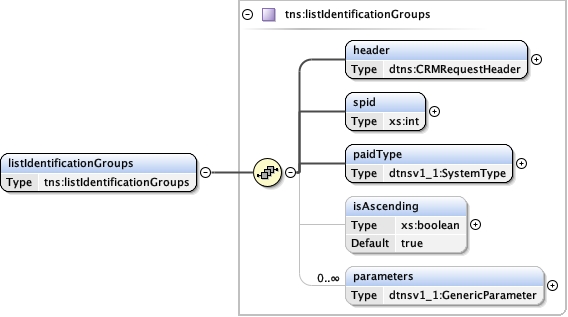 tns:listIdentificationGroups
header
Type dtns:CRMRequestHeader
spid
Type xs:int
listIdentificationGroups
Type tns:listIdentificationGroups
paidType
Type dtnsv1_1:SystemType
isAscending
Type xs:boolean
Default true
0..∞
parameters
Type dtnsv1_1:GenericParameter